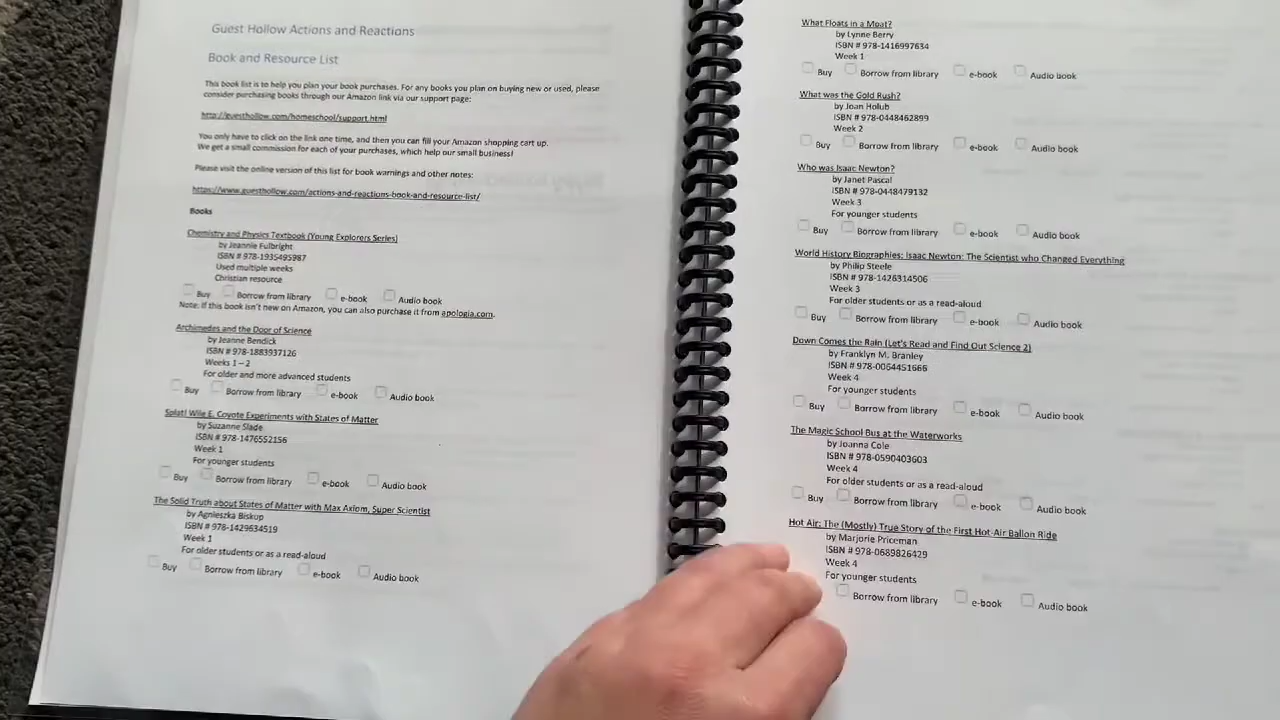 Guest Hollow Actions and Reactions
Book and Resource List
This book list is to help you plan your book purchases. For any books you plan on buying new or used, please
consider purchasing books through our Amazon link via our support page:
http://guesthollow.com/homeschool/support.html
You only have to click on the link one time, and then you can fill your Amazon shopping cart up.
We get a small commission for each of your purchases, which help our small business!
Please visit the online version of this list for book warnings and other notes:
https://www.guesthollow.com/actions-and-reactions-book-and-resource-list/
Books
Chemistry and Physics Textbook (Young Explorers Series)
by Jeannie Fulbright
ISBN # 978-1935495987
Used multiple weeks
Christian resource
Buy Borrow from library e-book Audio book
Note: If this book isn't new on Amazon, you can also purchase it from apologia.com.
Archimedes and the Door of Science
by Jeanne Bendick
ISBN # 978-1883937126
Weeks 1 – 2
For older and more advanced students
Buy Borrow from library e-book Audio book
Splat! Wile E. Coyote Experiments with States of Matter
by Suzanne Slade
ISBN # 978-1476552156
Week 1
For younger students
Buy Borrow from library e-book Audio book
The Solid Truth about States of Matter with Max Axiom, Super Scientist
by Agnieszka Biskup
ISBN # 978-1429634519
Week 1
For older students or as a read-aloud
Buy Borrow from library e-book Audio book
What Floats in a Moat?
by Lynne Berry
ISBN # 978-1416997634
Week 1
Buy Borrow from library e-book Audio book
What was the Gold Rush?
by Joan Holub
ISBN # 978-0448462899
Week 2
Buy Borrow from library e-book Audio book
Who was Isaac Newton?
by Janet Pascal
ISBN # 978-0448479132
Week 3
For younger students
Buy Borrow from library e-book Audio book
World History Biographies: Isaac Newton: The Scientist who Changed Everything
by Philip Steele
ISBN # 978-1426314506
Week 3
For older students or as a read-aloud
Buy Borrow from library e-book Audio book
Down Comes the Rain (Let's Read and Find Out Science 2)
by Franklyn M. Branley
ISBN # 978-0064451666
Week 4
For younger students
Buy Borrow from library e-book Audio book
The Magic School Bus at the Waterworks
by Joanna Cole
ISBN # 978-0590403603
Week 4
For older students or as a read-aloud
Buy Borrow from library e-book Audio book
Hot Air: The (Mostly) True Story of the First Hot-Air Ballon Ride
by Marjorie Priceman
ISBN # 978-0689826429
Week 4
For younger students
Borrow from library e-book Audio book